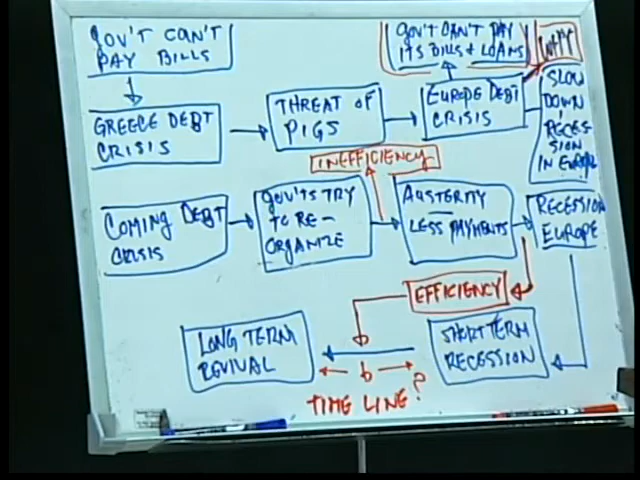 GOV'T CAN'T
PAY BILLS
GOV'T CAN'T PAY
ITS BILLS + LOANS
WHY
GREECE DEBT
CRISIS
THREAT OF
PIGS
EUROPE DEBT
CRISIS
SLOW
DOWN,
RECES-
SION
IN EUROPE
INEFFICIENCY
COMING DEBT
CRISIS
GOV'TS TRY
TO RE-
ORGANIZE
AUSTERITY
LESS PAYMENTS
RECESSION
EUROPE
EFFICIENCY
LONG TERM
REVIVAL
SHORT TERM
RECESSION
TIME LINE?